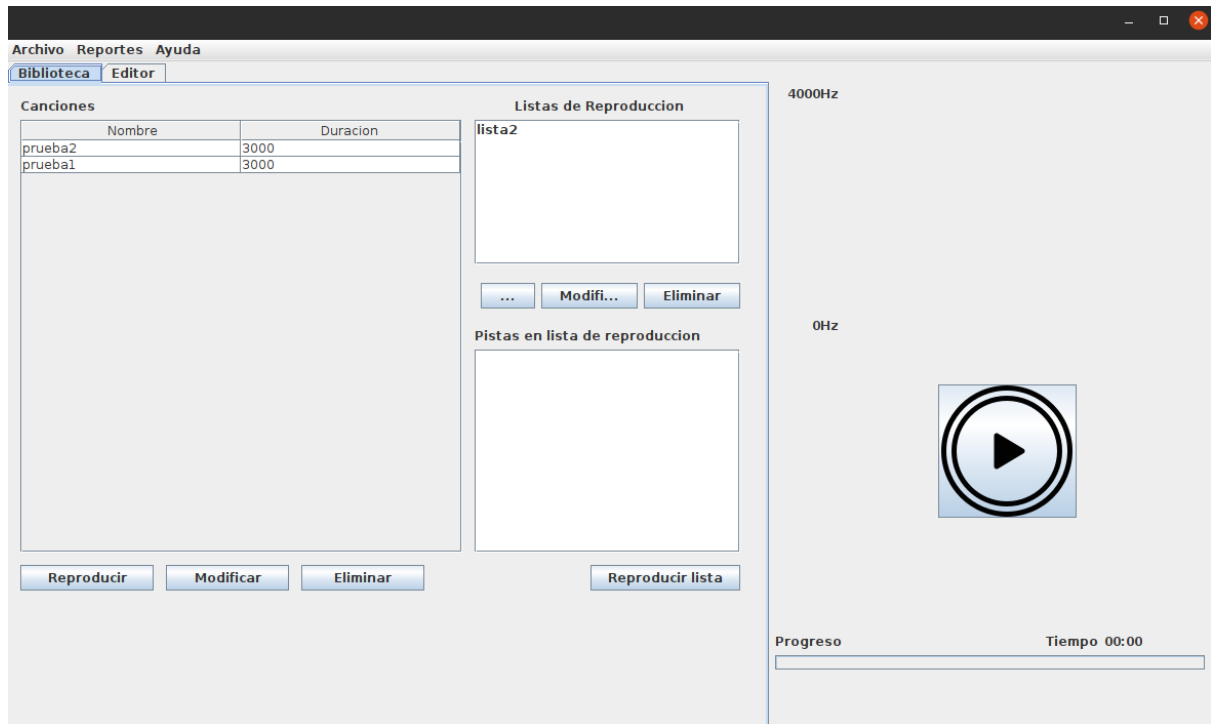 Archivo Reportes Ayuda
Biblioteca Editor
Canciones
Nombre Duracion
prueba2 3000
prueba1 3000
Reproducir Modificar Eliminar
Listas de Reproduccion
lista2
... Modifi... Eliminar
Pistas en lista de reproduccion
Reproducir lista
4000Hz
0Hz
Progreso Tiempo 00:00